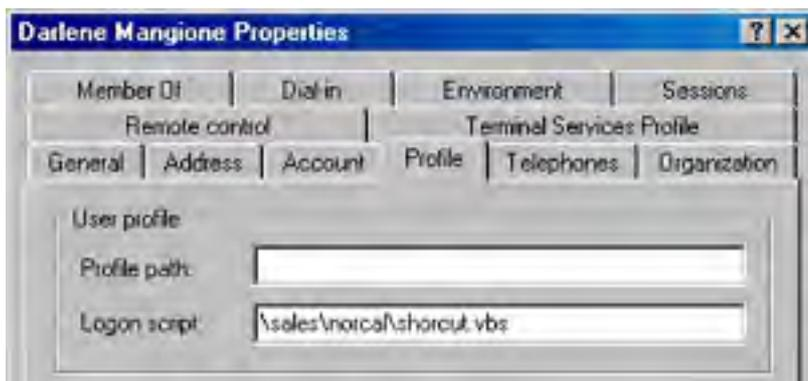 Darlene Mangione Properties
Member Of Dial-in Environment Sessions
Remote control Terminal Services Profile
General Address Account Profile Telephones Organization
User profile
Profile path:
Logon script: \sales\norcal\shorcut.vbs